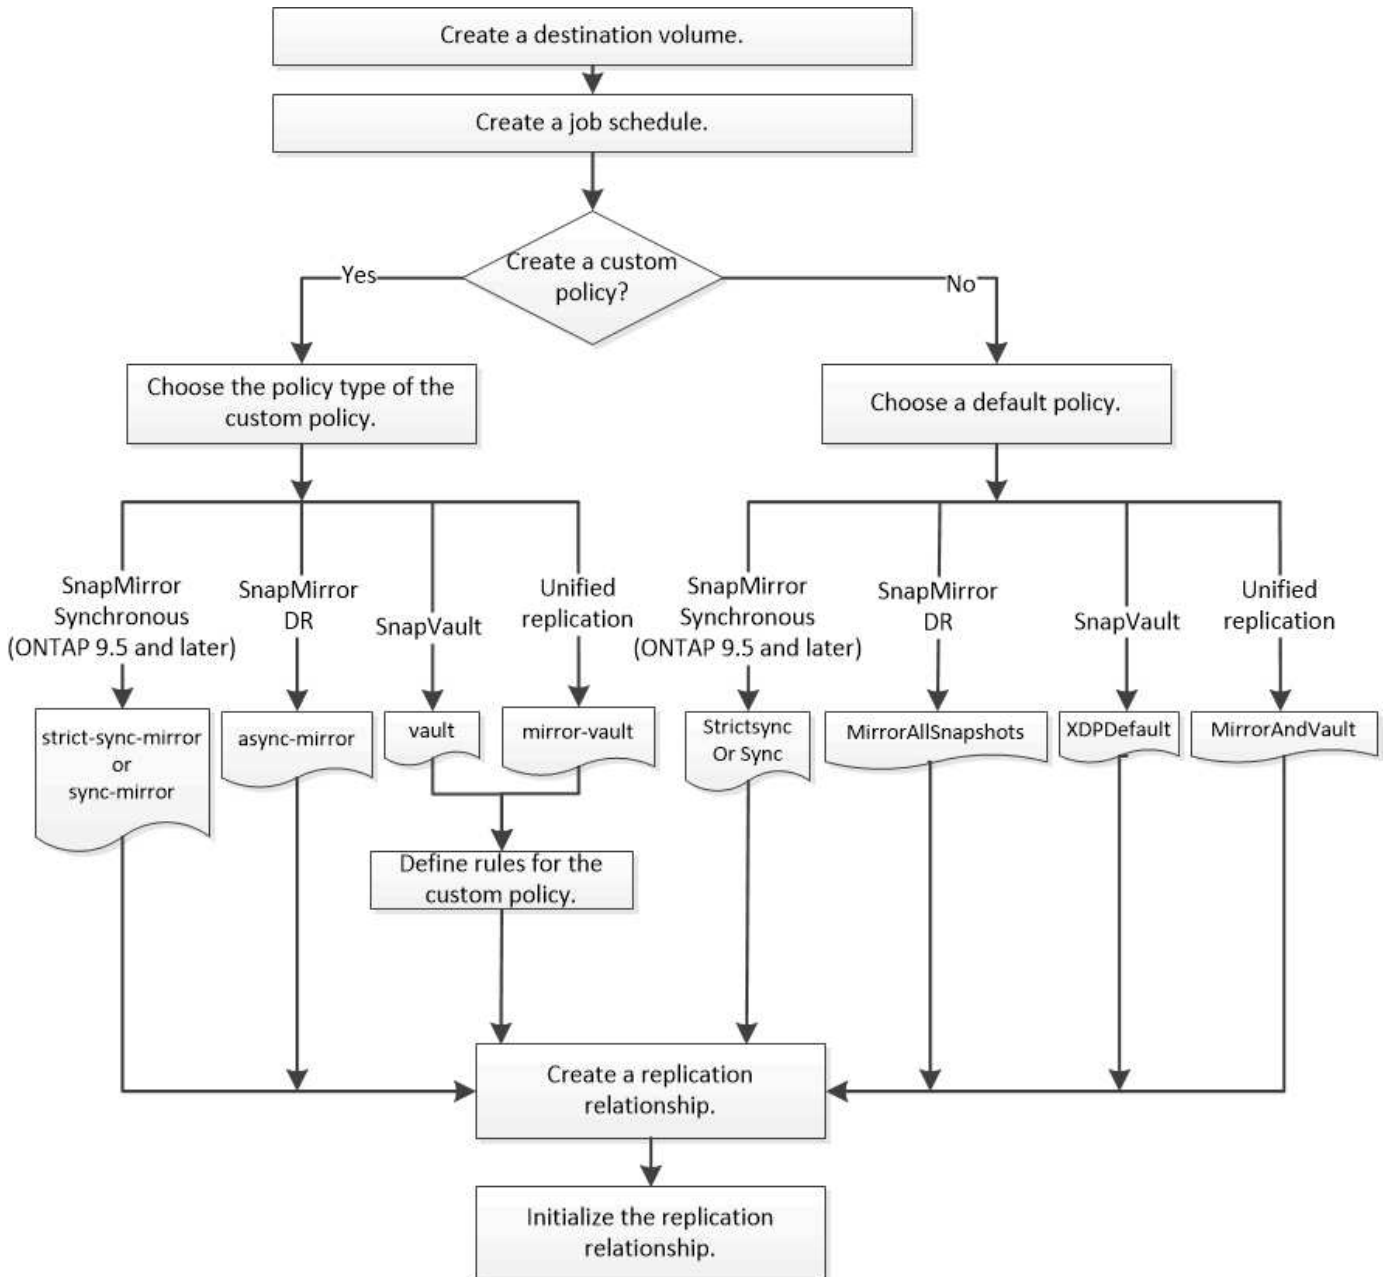 Create a destination volume.
Create a job schedule.
Create a custom
policy?
Yes
No
Choose the policy type of the
custom policy.
Choose a default policy.
SnapMirror
Synchronous
(ONTAP 9.5 and later)
SnapMirror
DR
SnapVault
Unified
replication
SnapMirror
Synchronous
(ONTAP 9.5 and later)
SnapMirror
DR
SnapVault
Unified
replication
strict-sync-mirror
or
sync-mirror
async-mirror
vault
mirror-vault
Strictsync
Or Sync
MirrorAllSnapshots
XDPDefault
MirrorAndVault
Define rules for the
custom policy.
Create a replication
relationship.
Initialize the replication
relationship.